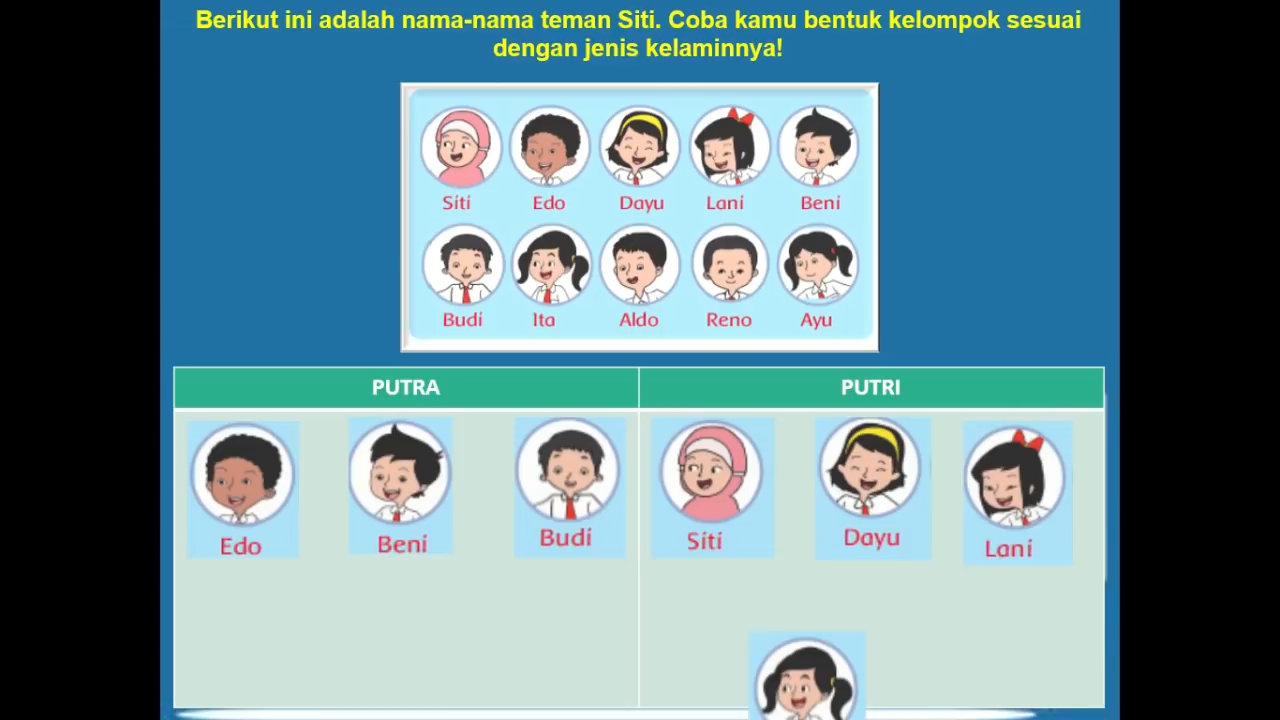 Berikut ini adalah nama-nama teman Siti. Coba kamu bentuk kelompok sesuai
dengan jenis kelaminnya!
Siti Edo Dayu Lani Beni
Budi Ita Aldo Reno Ayu
PUTRA PUTRI
Edo Beni Budi Siti Dayu Lani